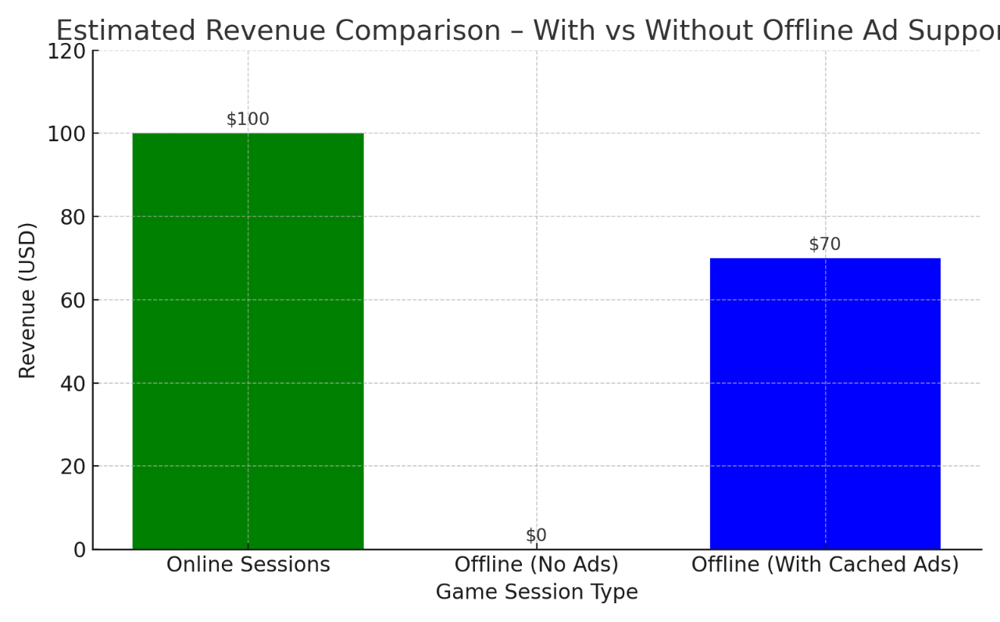 Estimated Revenue Comparison – With vs Without Offline Ad Suppor
120
100
80
60
40
20
0
Revenue (USD)
$100
$0
$70
Online Sessions
Offline (No Ads)
Offline (With Cached Ads)
Game Session Type